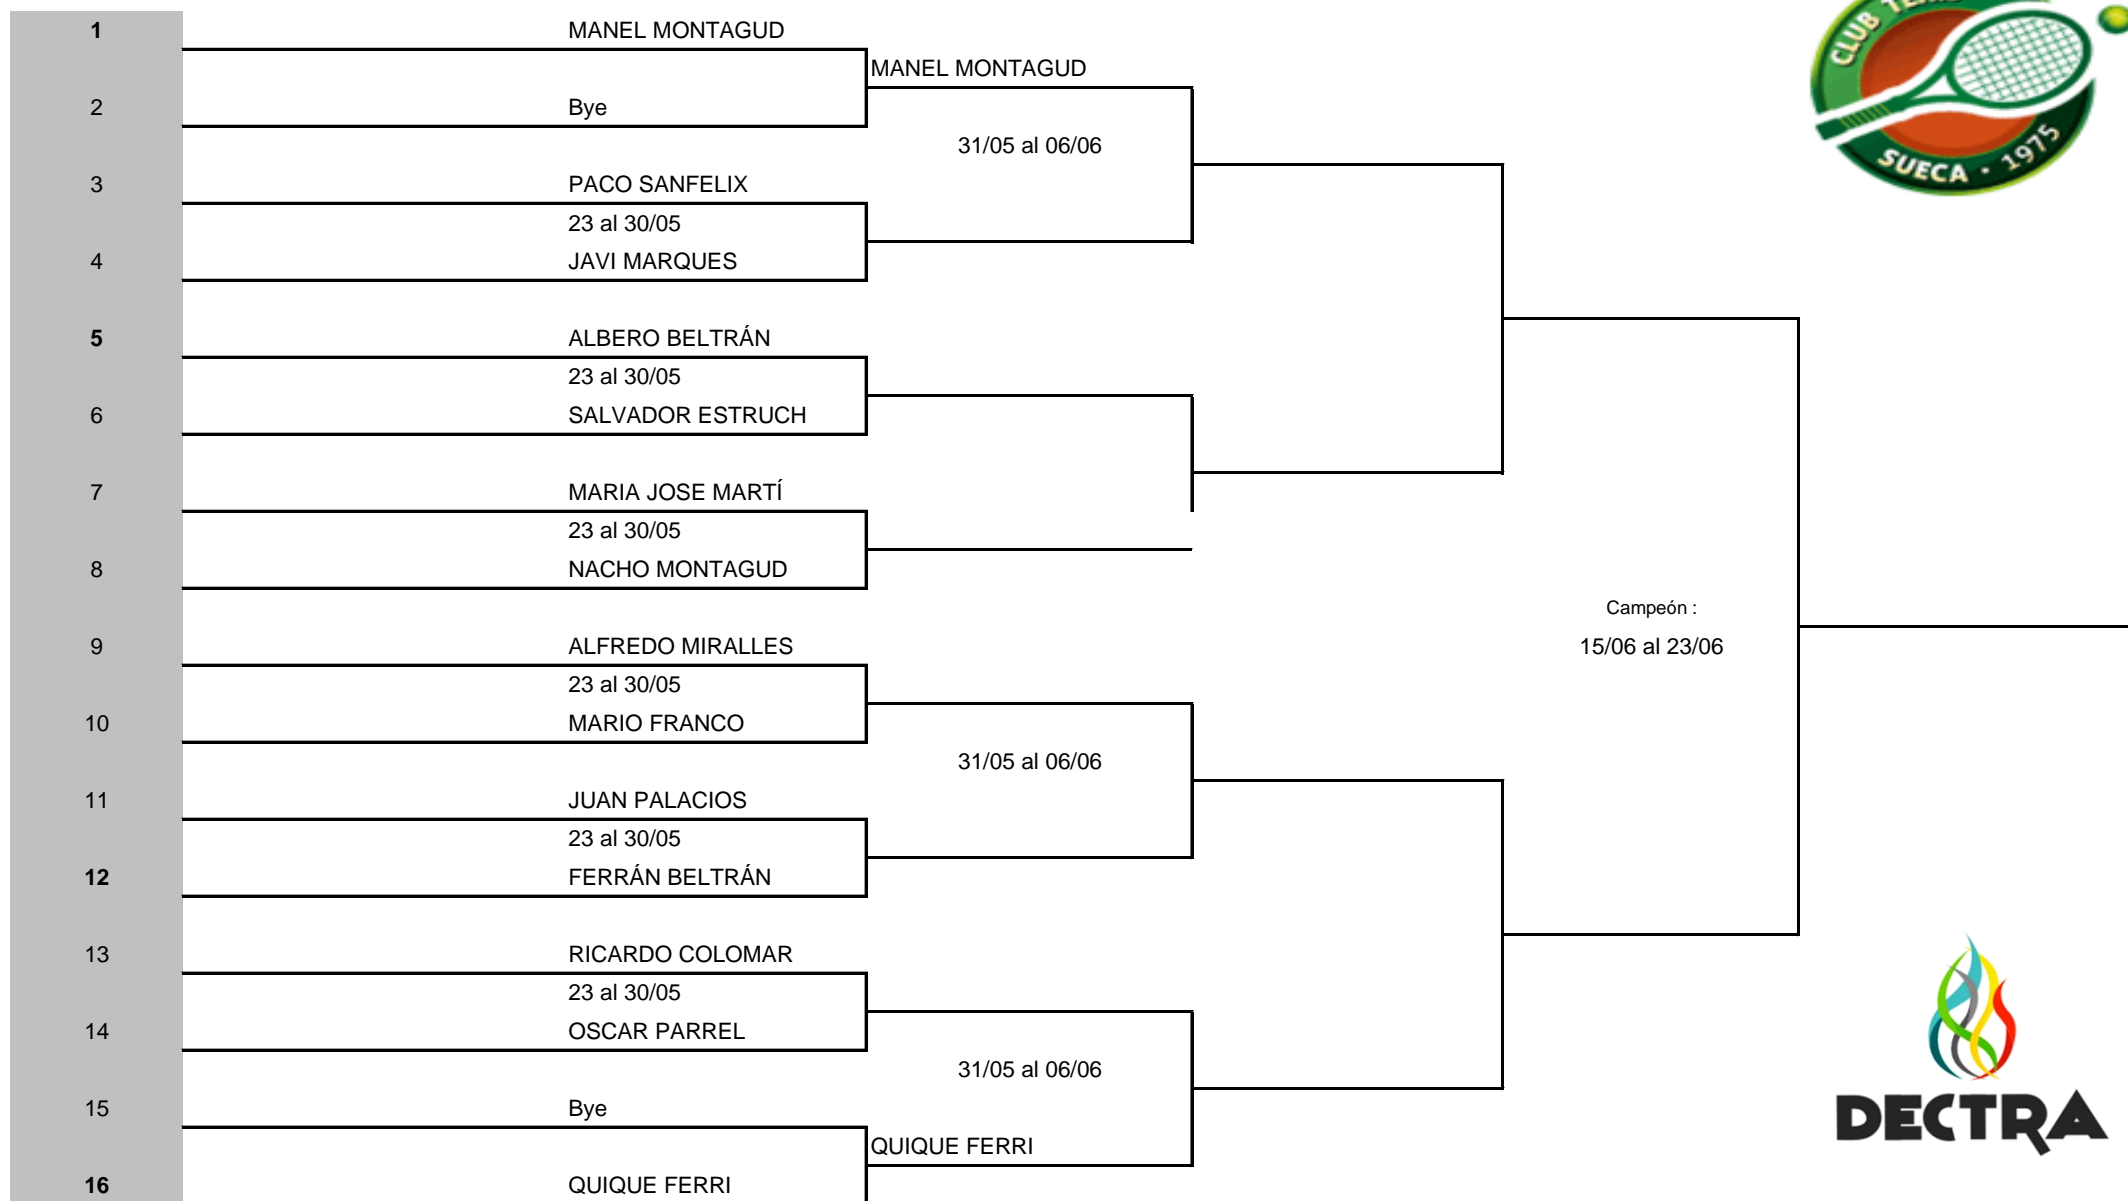 1 MANEL MONTAGUD
MANEL MONTAGUD
2 Bye
31/05 al 06/06
3 PACO SANFELIX
23 al 30/05
4 JAVI MARQUES
5 ALBERO BELTRÁN
23 al 30/05
6 SALVADOR ESTRUCH
7 MARIA JOSE MARTÍ
23 al 30/05
8 NACHO MONTAGUD
Campeón :
9 ALFREDO MIRALLES
15/06 al 23/06
23 al 30/05
10 MARIO FRANCO
31/05 al 06/06
11 JUAN PALACIOS
23 al 30/05
12 FERRÁN BELTRÁN
13 RICARDO COLOMAR
23 al 30/05
14 OSCAR PARREL
31/05 al 06/06
15 Bye
QUIQUE FERRI
16 QUIQUE FERRI
CLUB TENIS
SUECA · 1975
DECTRA